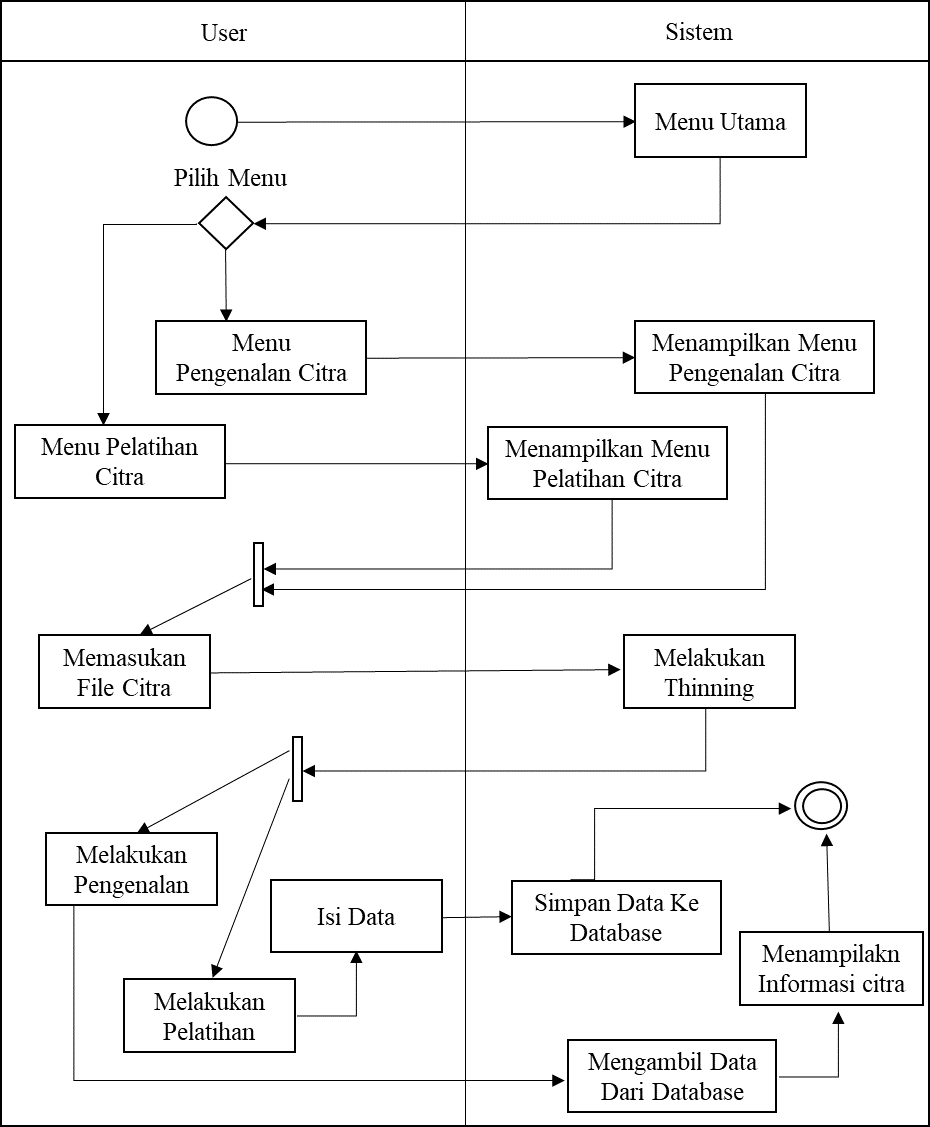 User
Sistem
Menu Utama
Pilih Menu
Menu
Pengenalan Citra
Menampilkan Menu
Pengenalan Citra
Menu Pelatihan
Citra
Menampilkan Menu
Pelatihan Citra
Memasukan
File Citra
Melakukan
Thinning
Melakukan
Pengenalan
Isi Data
Simpan Data Ke
Database
Menampilakn
Informasi citra
Melakukan
Pelatihan
Mengambil Data
Dari Database